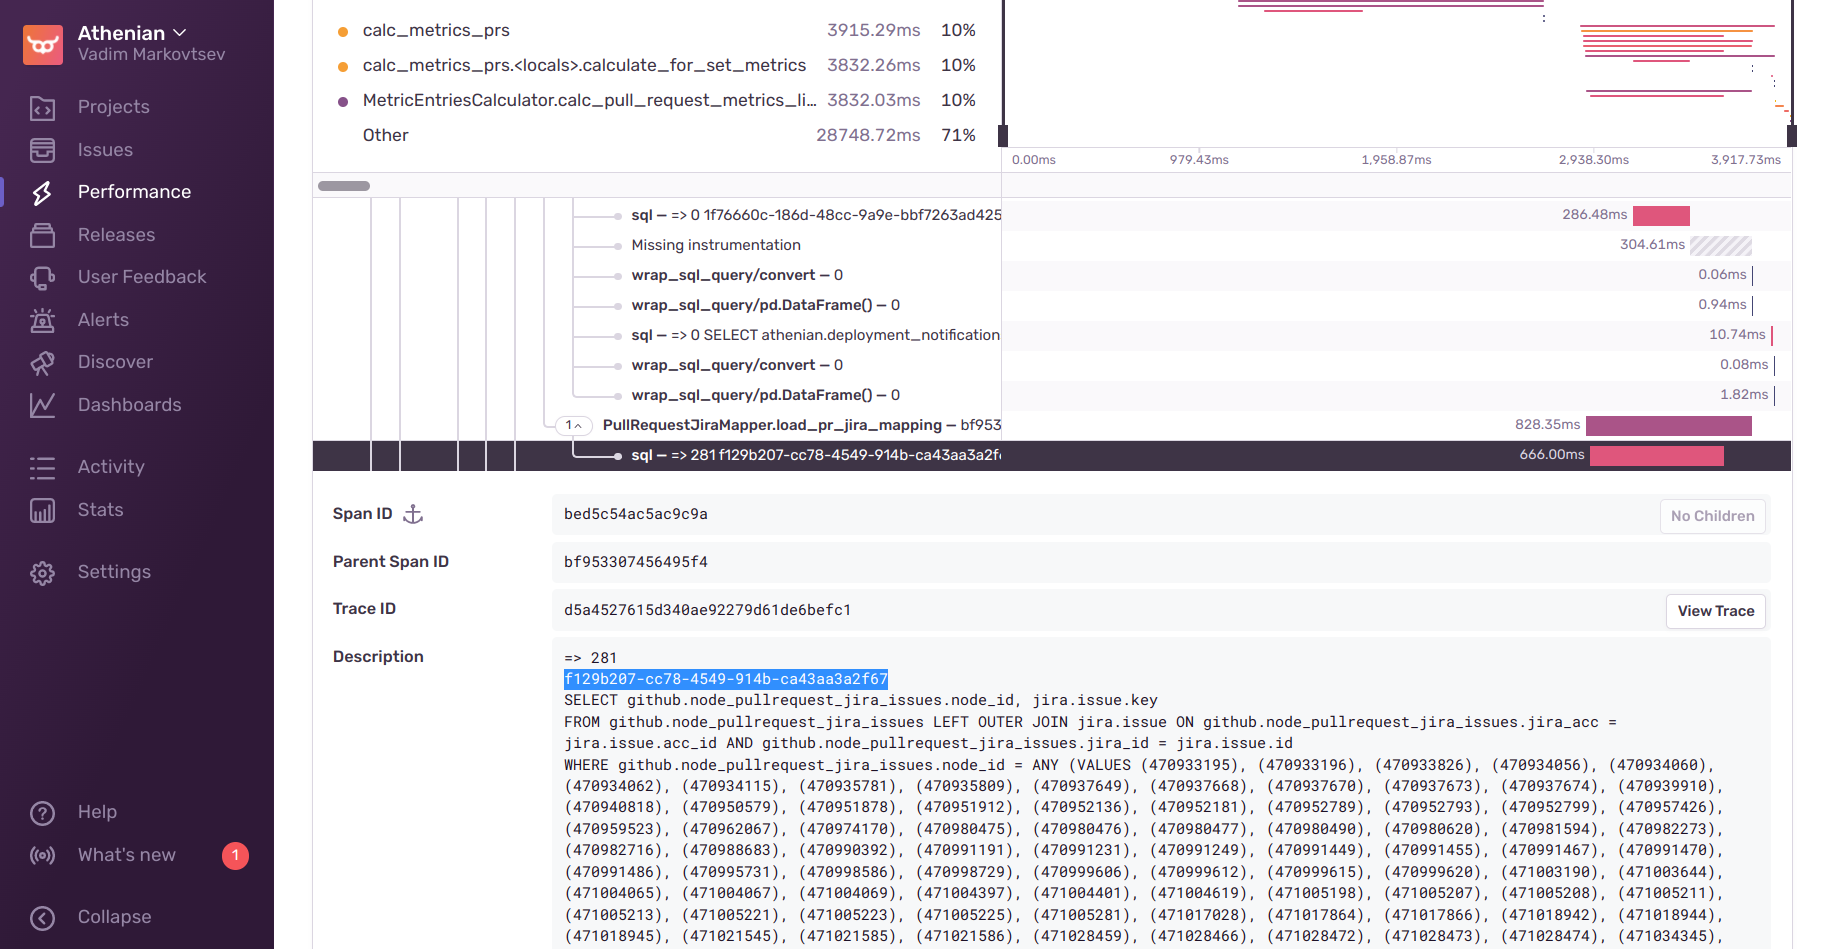 Athenian
Vadim Markovtsev
Projects
Issues
Performance
Releases
User Feedback
Alerts
Discover
Dashboards
Activity
Stats
Settings
Help
What's new 1
Collapse
calc_metrics_prs 3915.29ms 10%
calc_metrics_prs.<locals>.calculate_for_set_metrics 3832.26ms 10%
MetricEntriesCalculator.calc_pull_request_metrics_li... 3832.03ms 10%
Other 28748.72ms 71%
0.00ms 979.43ms 1,958.87ms 2,938.30ms 3,917.73ms
sql — => 0 1f76660c-186d-48cc-9a9e-bbf7263ad425 286.48ms
Missing instrumentation 304.61ms
wrap_sql_query/convert — 0 0.06ms
wrap_sql_query/pd.DataFrame() — 0 0.94ms
sql — => 0 SELECT athenian.deployment_notification 10.74ms
wrap_sql_query/convert — 0 0.08ms
wrap_sql_query/pd.DataFrame() — 0 1.82ms
1 PullRequestJiraMapper.load_pr_jira_mapping — bf953 828.35ms
sql — => 281 f129b207-cc78-4549-914b-ca43aa3a2f 666.00ms
Span ID bed5c54ac5ac9c9a No Children
Parent Span ID bf953307456495f4
Trace ID d5a4527615d340ae92279d61de6befc1 View Trace
Description => 281
f129b207-cc78-4549-914b-ca43aa3a2f67
SELECT github.node_pullrequest_jira_issues.node_id, jira.issue.key
FROM github.node_pullrequest_jira_issues LEFT OUTER JOIN jira.issue ON github.node_pullrequest_jira_issues.jira_acc =
jira.issue.acc_id AND github.node_pullrequest_jira_issues.jira_id = jira.issue.id
WHERE github.node_pullrequest_jira_issues.node_id = ANY (VALUES (470933195), (470933196), (470933826), (470934056), (470934060),
(470934062), (470934115), (470935781), (470935809), (470937649), (470937668), (470937670), (470937673), (470937674), (470939910),
(470940818), (470950579), (470951878), (470951912), (470952136), (470952181), (470952789), (470952793), (470952799), (470957426),
(470959523), (470962067), (470974170), (470980475), (470980476), (470980477), (470980490), (470980620), (470981594), (470982273),
(470982716), (470988683), (470990392), (470991191), (470991231), (470991249), (470991449), (470991455), (470991467), (470991470),
(470991486), (470995731), (470998586), (470998729), (470999606), (470999612), (470999615), (470999620), (471003190), (471003644),
(471004065), (471004067), (471004069), (471004397), (471004401), (471004619), (471005198), (471005207), (471005208), (471005211),
(471005213), (471005221), (471005223), (471005225), (471005281), (471017028), (471017864), (471017866), (471018942), (471018944),
(471018945), (471021545), (471021585), (471021586), (471028459), (471028466), (471028472), (471028473), (471028474), (471034345),